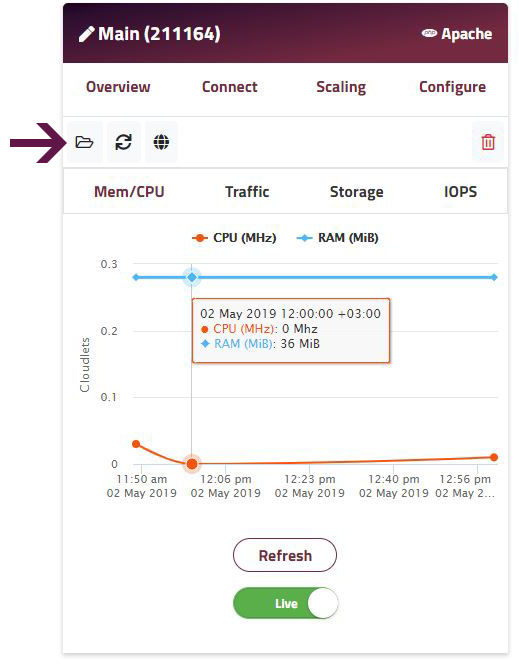 Main (211164)
php Apache
Overview Connect Scaling Configure
Mem/CPU Traffic Storage IOPS
CPU (MHz) RAM (MiB)
0.3
02 May 2019 12:00:00 +03:00
CPU (MHz): 0 Mhz
RAM (MiB): 36 MiB
0.2
Cloudlets
0.1
0
11:50 am 12:06 pm 12:23 pm 12:40 pm 12:56 pm
02 May 2019 02 May 2019 02 May 2019 02 May 2019 02 May 2...
Refresh
Live